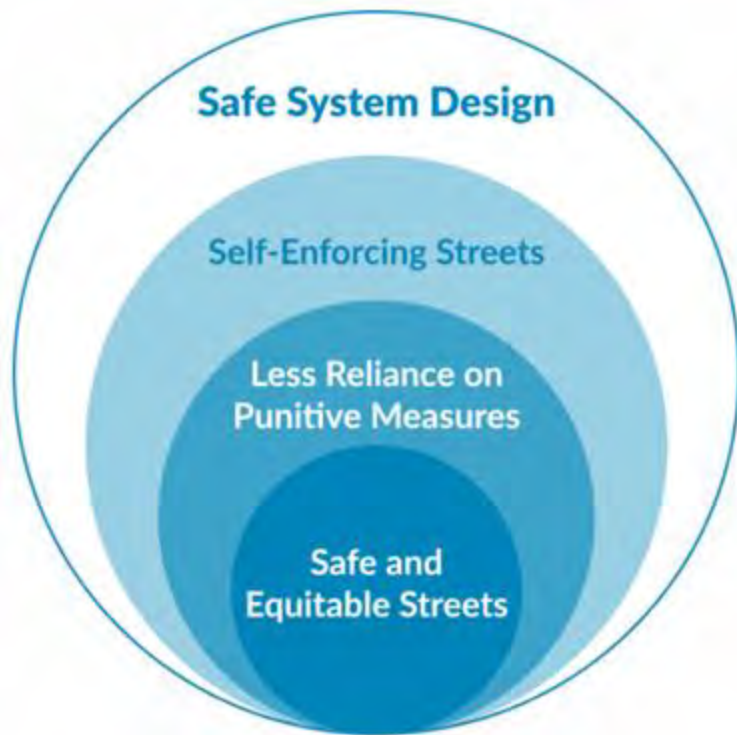 Safe System Design
Self-Enforcing Streets
Less Reliance on
Punitive Measures
Safe and
Equitable Streets